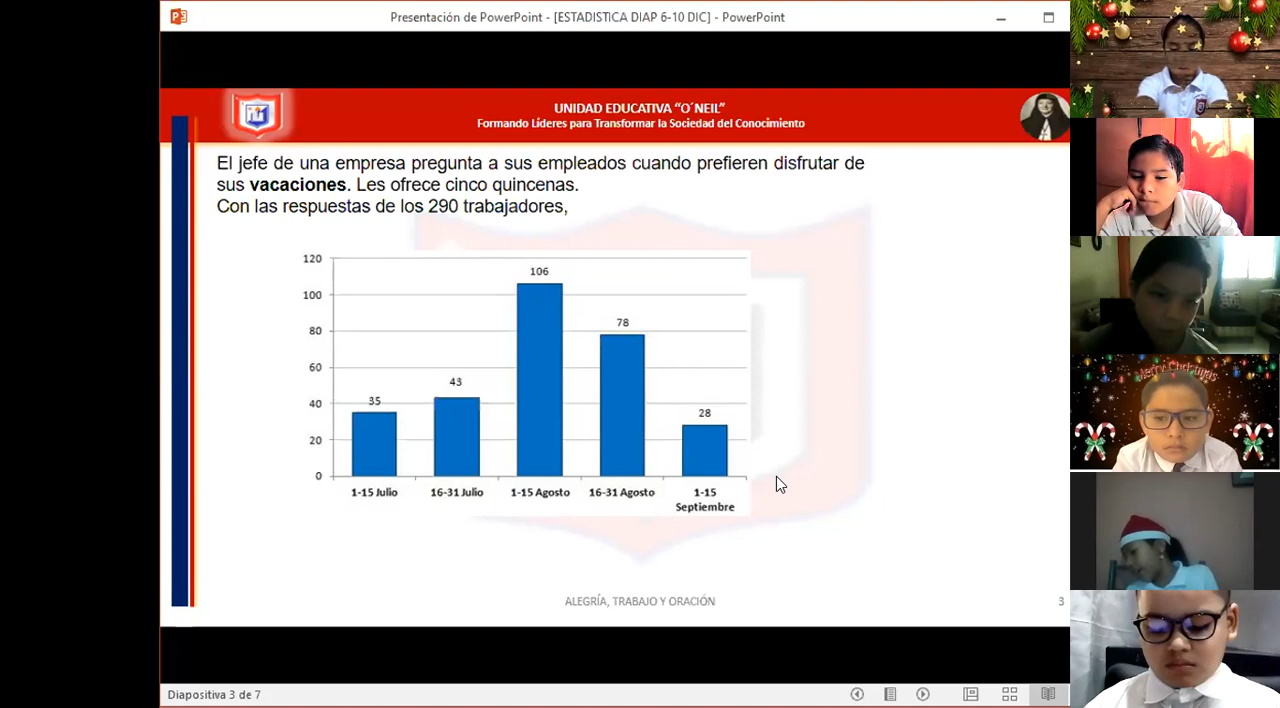 Presentación de PowerPoint - [ESTADISTICA DIAP 6-10 DIC] - PowerPoint
UNIDAD EDUCATIVA “O´NEIL”
Formando Líderes para Transformar la Sociedad del Conocimiento
El jefe de una empresa pregunta a sus empleados cuando prefieren disfrutar de
sus vacaciones. Les ofrece cinco quincenas.
Con las respuestas de los 290 trabajadores,
120
100
80
60
40
20
0
35
43
106
78
28
1-15 Julio
16-31 Julio
1-15 Agosto
16-31 Agosto
1-15
Septiembre
ALEGRÍA, TRABAJO Y ORACIÓN
3
Diapositiva 3 de 7
Merry Christmas